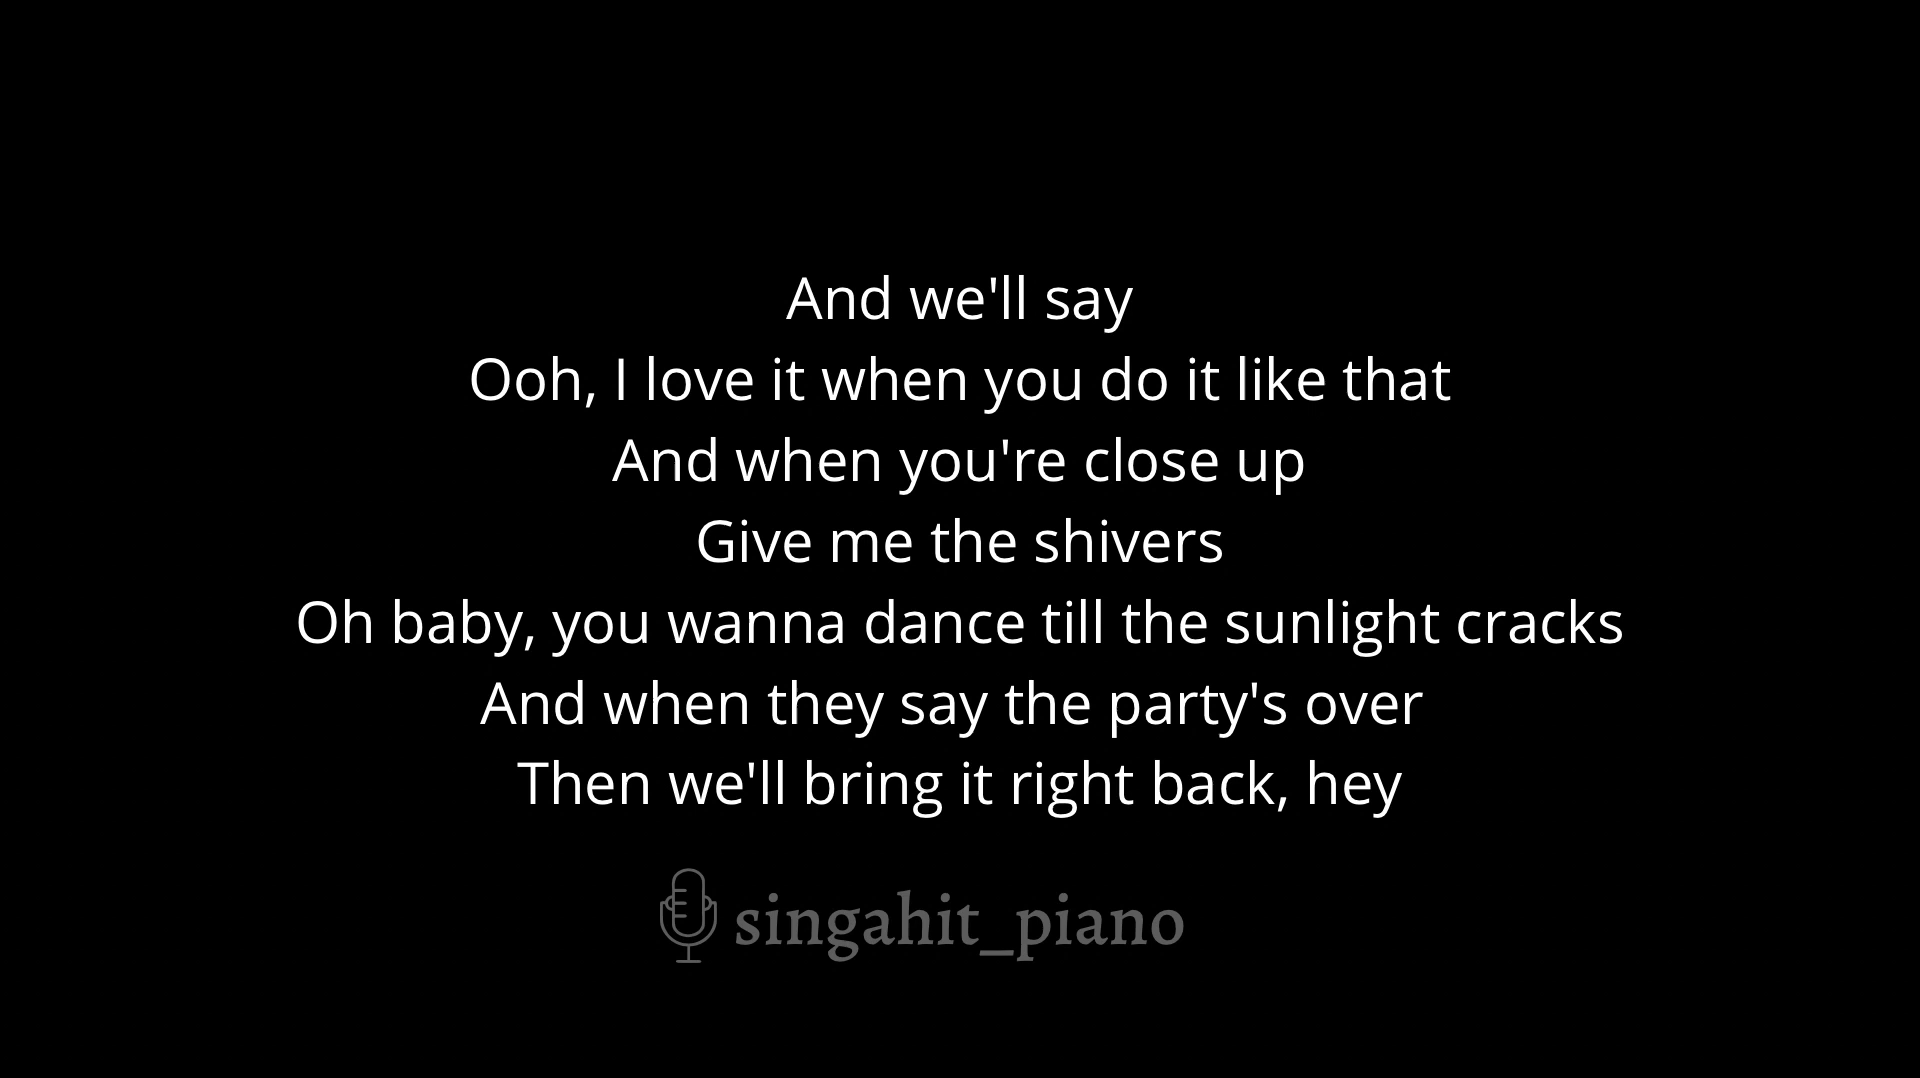 And we'll say
Ooh, I love it when you do it like that
And when you're close up
Give me the shivers
Oh baby, you wanna dance till the sunlight cracks
And when they say the party's over
Then we'll bring it right back, hey
singahit_piano